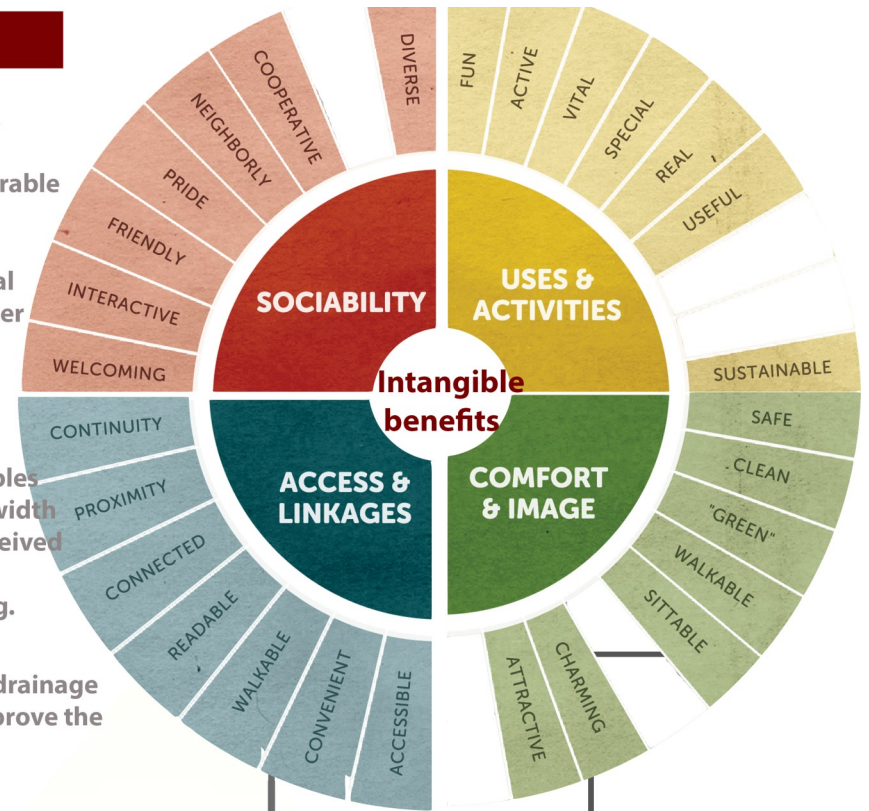 rable
al
er
width
eived
g.
drainage
prove the
Intangible
benefits
SOCIABILITY
WELCOMING
INTERACTIVE
FRIENDLY
PRIDE
NEIGHBORLY
COOPERATIVE
DIVERSE
USES &
ACTIVITIES
FUN
ACTIVE
VITAL
SPECIAL
REAL
USEFUL
SUSTAINABLE
COMFORT
& IMAGE
SAFE
CLEAN
"GREEN"
WALKABLE
SITTABLE
CHARMING
ATTRACTIVE
ACCESS &
LINKAGES
ACCESSIBLE
CONVENIENT
WALKABLE
READABLE
CONNECTED
PROXIMITY
CONTINUITY